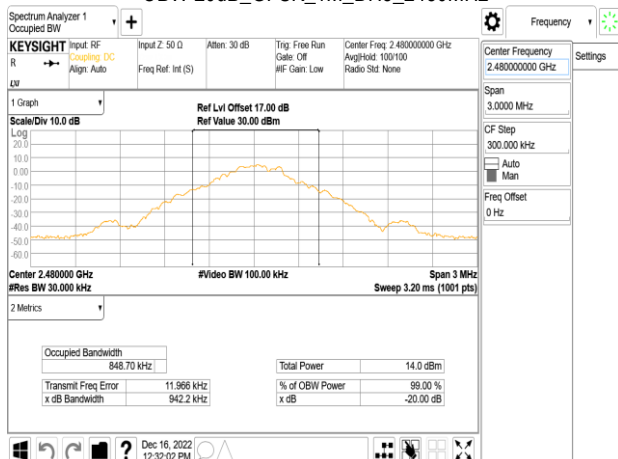 Spectrum Analyzer 1
Occupied BW
Frequency
KEYSIGHT
R
Input: RF
Coupling: DC
Align: Auto
Input Z: 50 Ω
Freq Ref: Int (S)
Atten: 30 dB
Trig: Free Run
Gate: Off
#IF Gain: Low
Center Freq: 2.480000000 GHz
Avg|Hold: 100/100
Radio Std: None
Center Frequency
2.480000000 GHz
Settings
Span
3.0000 MHz
CF Step
300.000 kHz
Auto
Man
Freq Offset
0 Hz
1 Graph
Scale/Div 10.0 dB
Ref Lvl Offset 17.00 dB
Ref Value 30.00 dBm
Log
20.0
10.0
0.00
-10.0
-20.0
-30.0
-40.0
-50.0
-60.0
Center 2.480000 GHz
#Res BW 30.000 kHz
#Video BW 100.00 kHz
Span 3 MHz
Sweep 3.20 ms (1001 pts)
2 Metrics
Occupied Bandwidth
848.70 kHz
Total Power 14.0 dBm
Transmit Freq Error 11.966 kHz
% of OBW Power 99.00 %
x dB Bandwidth 942.2 kHz
x dB -20.00 dB
Dec 16, 2022
12:32:02 PM